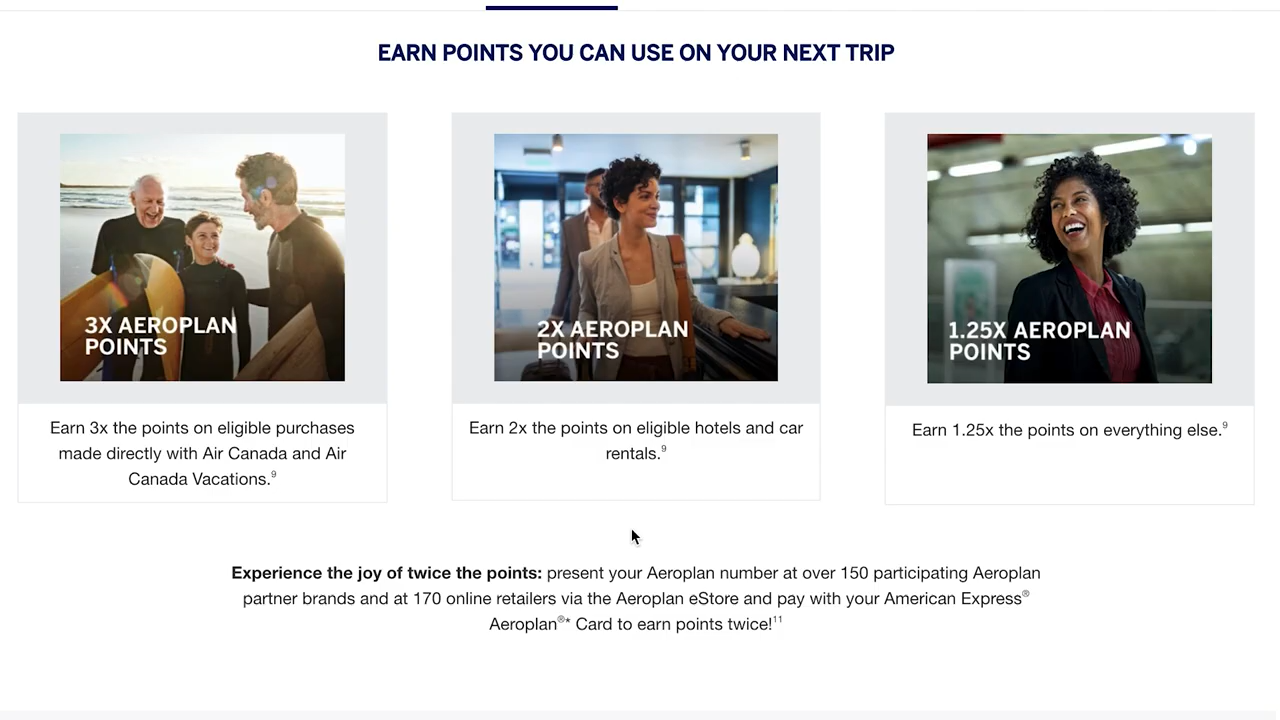 EARN POINTS YOU CAN USE ON YOUR NEXT TRIP
3X AEROPLAN
POINTS
Earn 3x the points on eligible purchases
made directly with Air Canada and Air
Canada Vacations.9
2X AEROPLAN
POINTS
Earn 2x the points on eligible hotels and car
rentals.9
1.25X AEROPLAN
POINTS
Earn 1.25x the points on everything else.9
Experience the joy of twice the points: present your Aeroplan number at over 150 participating Aeroplan
partner brands and at 170 online retailers via the Aeroplan eStore and pay with your American Express®
Aeroplan®* Card to earn points twice!11